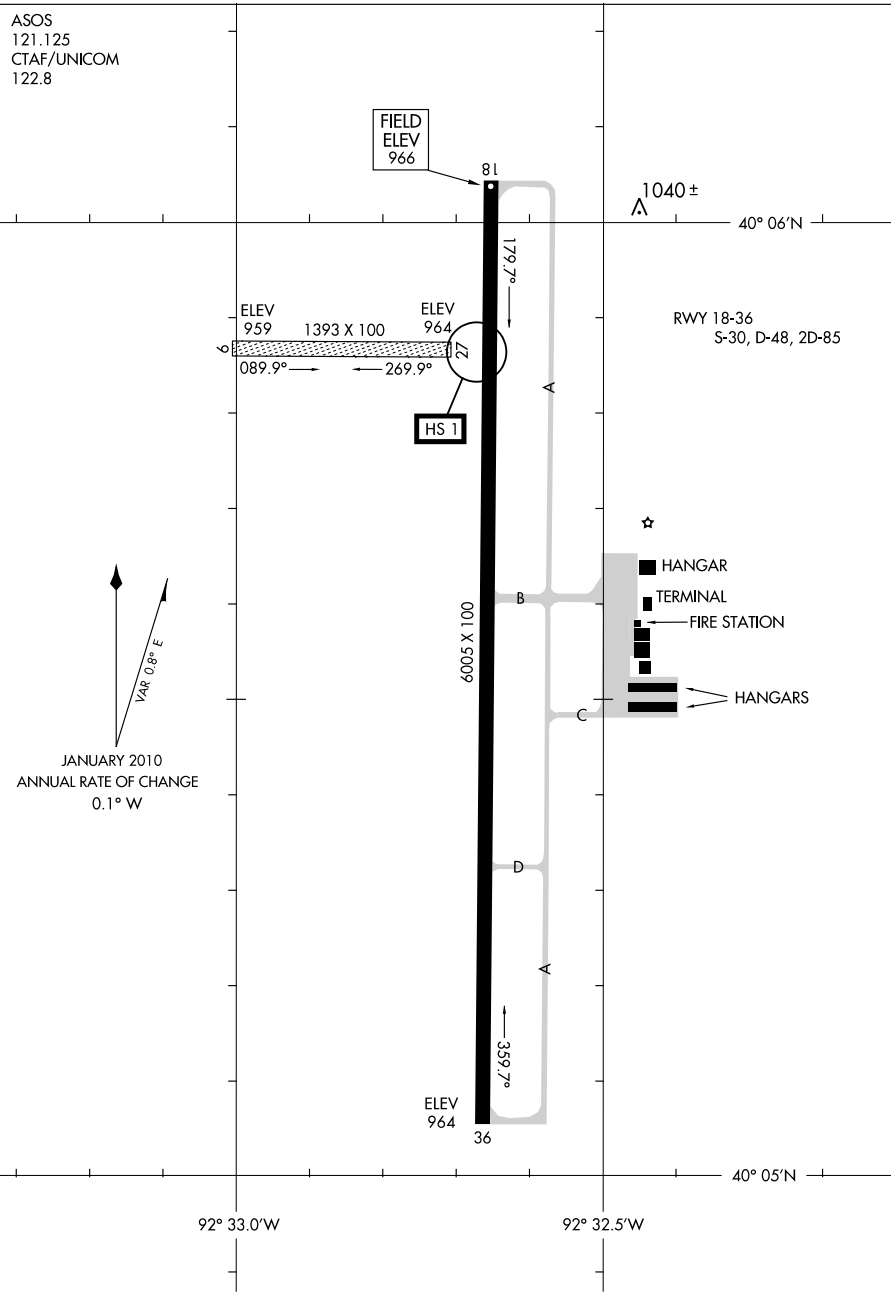 ASOS
121.125
CTAF/UNICOM
122.8
FIELD
ELEV
966
18
1040 ±
40° 06'N
179.7°
ELEV
959
1393 X 100
ELEV
964
9
27
089.9°
269.9°
RWY 18-36
S-30, D-48, 2D-85
A
HS 1
HANGAR
TERMINAL
FIRE STATION
B
6005 X 100
VAR 0.8° E
HANGARS
C
JANUARY 2010
ANNUAL RATE OF CHANGE
0.1° W
D
A
359.7°
ELEV
964
36
40° 05'N
92° 33.0'W
92° 32.5'W